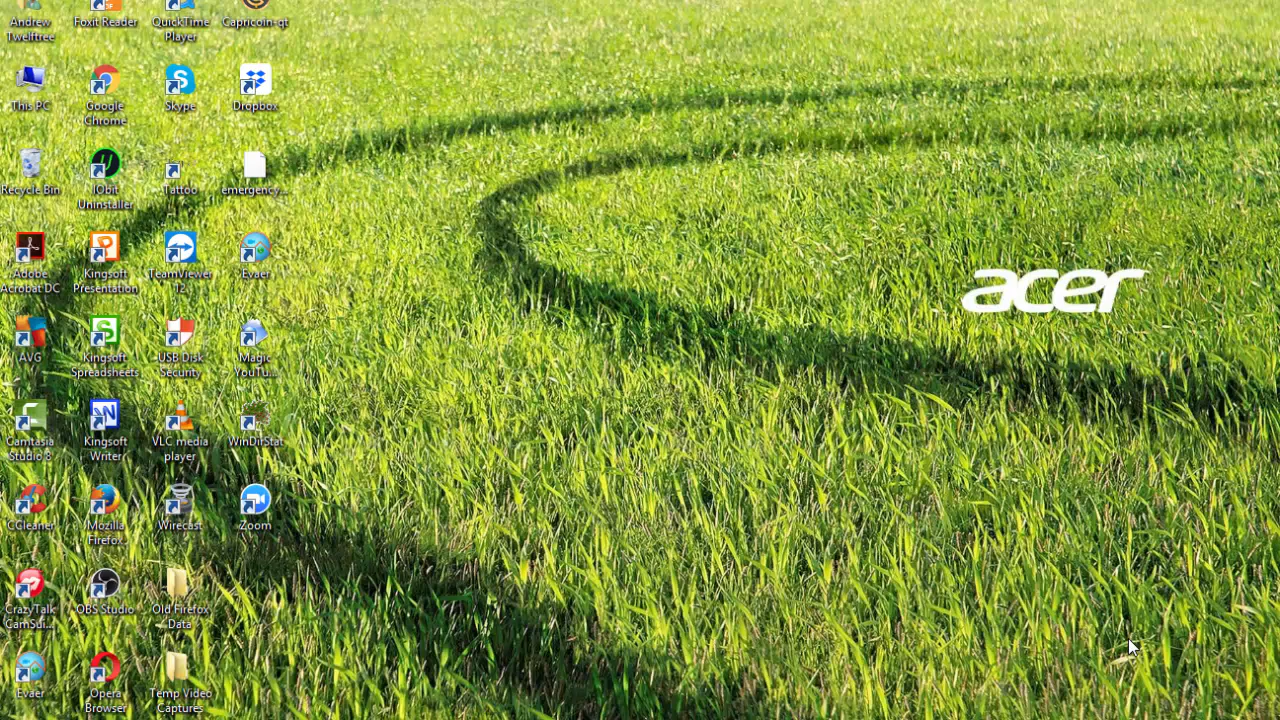 Andrew
Twelftree
Foxit Reader
QuickTime
Player
Capricoin-qt
This PC
Google
Chrome
Skype
Dropbox
Recycle Bin
IObit
Uninstaller
Tattoo
emergency...
Adobe
Acrobat DC
Kingsoft
Presentation
TeamViewer
12
Evaer
AVG
Kingsoft
Spreadsheets
USB Disk
Security
Magic
YouTu...
Camtasia
Studio 8
Kingsoft
Writer
VLC media
player
WinDirStat
CCleaner
Mozilla
Firefox
Wirecast
Zoom
CrazyTalk
CamSui...
OBS Studio
Old Firefox
Data
Evaer
Opera
Browser
Temp Video
Captures
acer